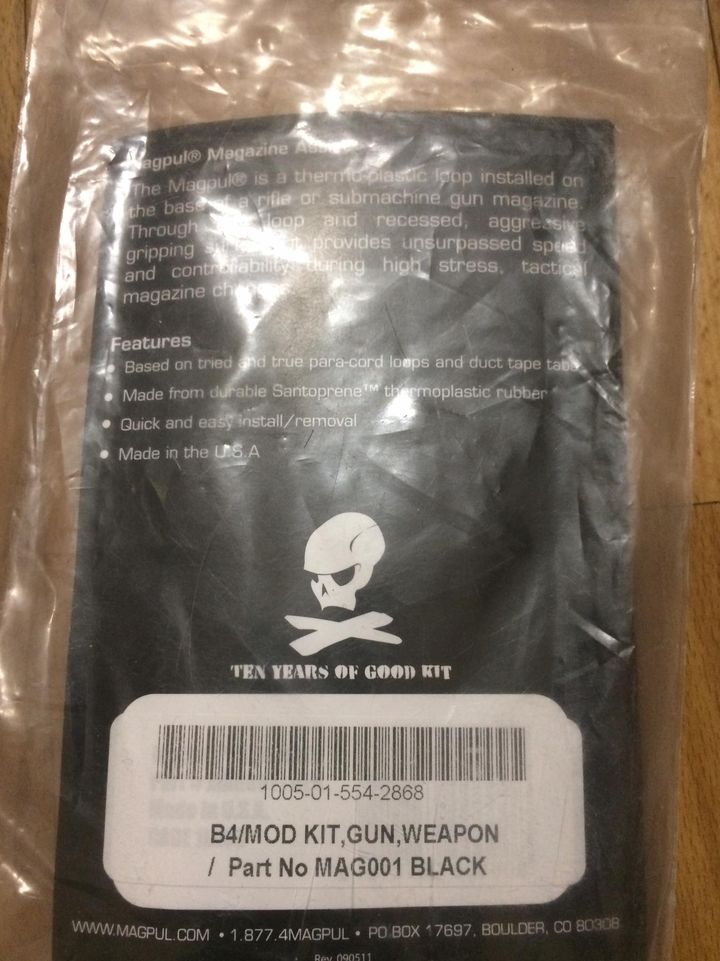 Magpul® Magazine
The Magpul® is a thermo-plastic loop installed on
the base of a rifle or submachine gun magazine.
Through loop and recessed, aggressive
gripping provides unsurpassed speed
and controllability during high stress, tactical
magazine
Features
• Based on tried and true para-cord loops and duct tape tabs
• Made from durable Santoprene™ thermoplastic rubber
• Quick and easy install/removal
• Made in the U.S.A
TEN YEARS OF GOOD KIT
1005-01-554-2868
B4/MOD KIT,GUN,WEAPON
/ Part No MAG001 BLACK
WWW.MAGPUL.COM • 1.877.4MAGPUL • PO BOX 17697, BOULDER, CO 80308
Rev 090511